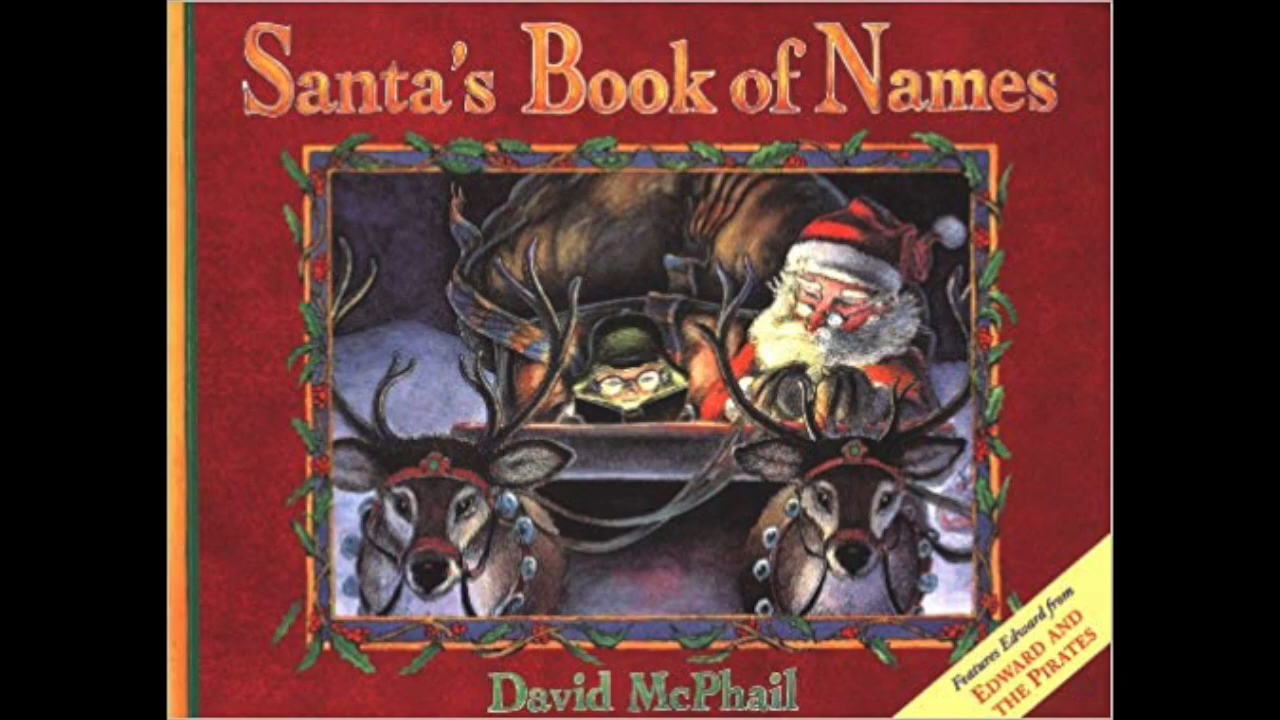 Santa's Book of Names
Features Edward from
EDWARD AND
THE PIRATES
David McPhail